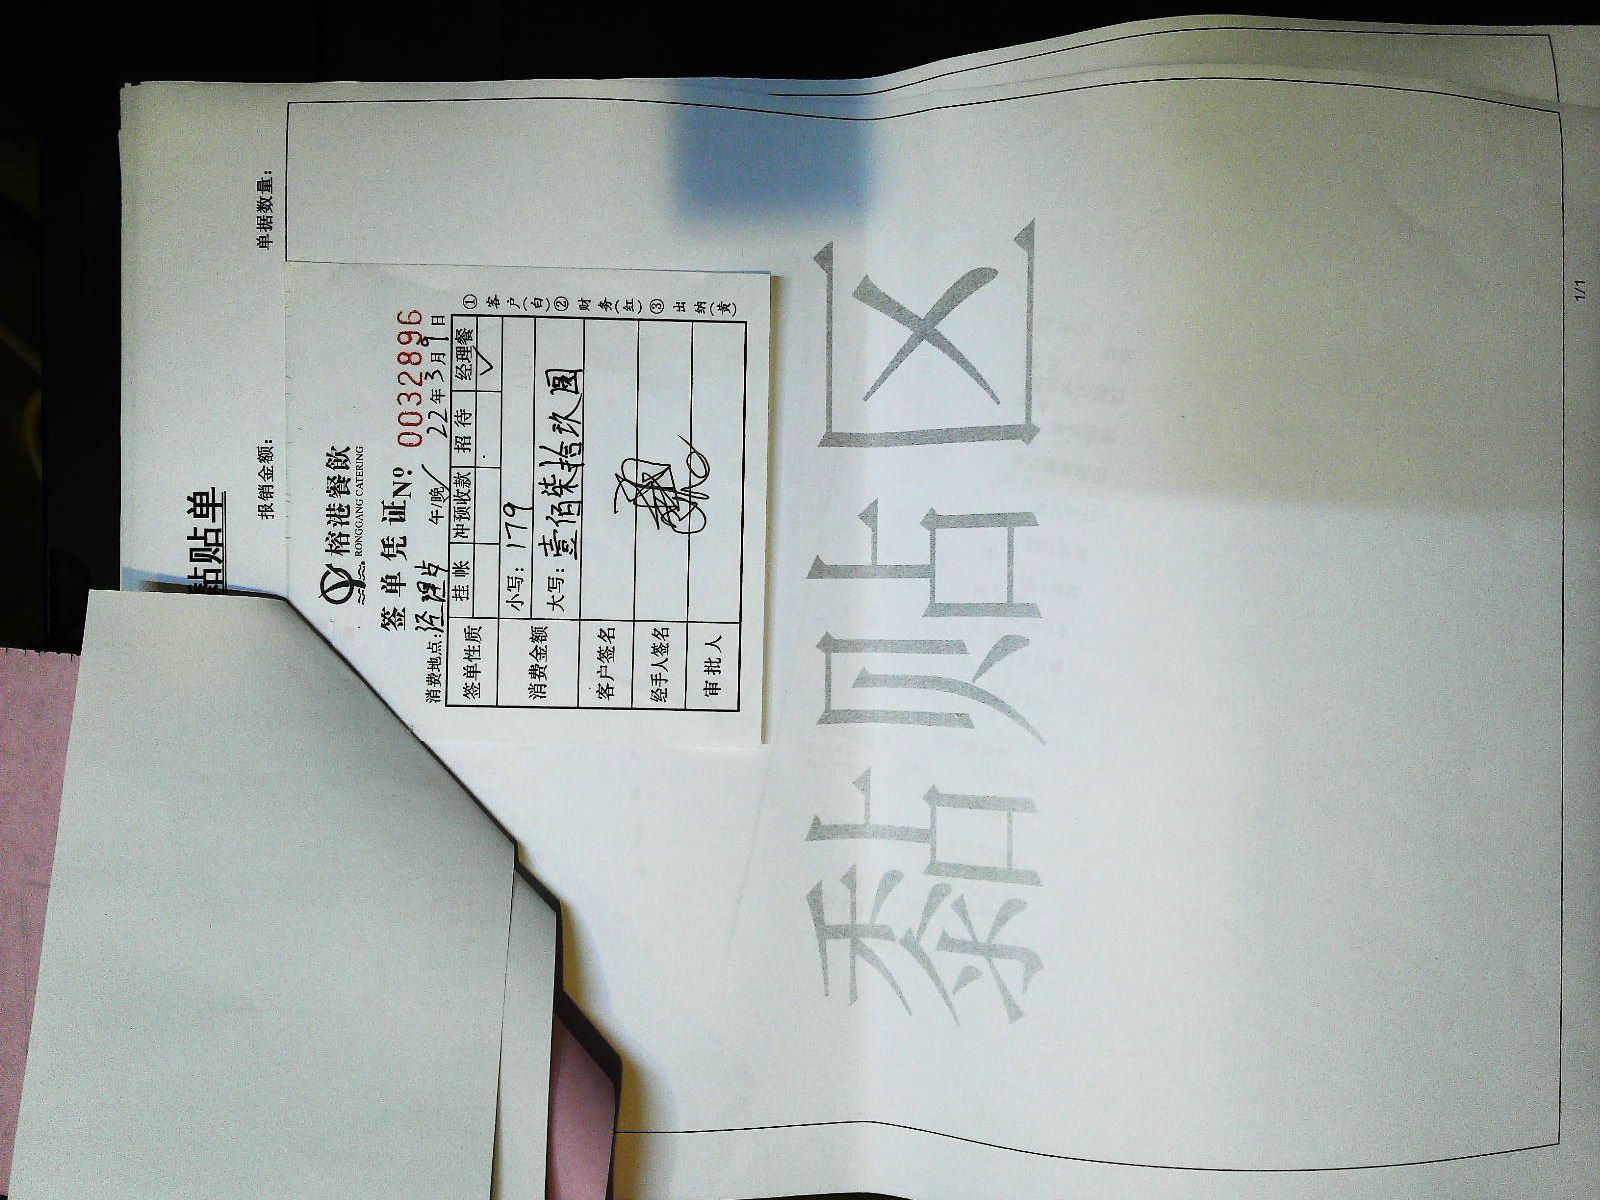 粘贴单
报销金额： 单据数量：
榕港餐飲
RONGGANG CATERING
签单凭证 №: 0032896
消费地点: 午/晚 22年3月9日
签单性质 挂帐 冲预收款 招待 经理餐
✓
消费金额 小写：179
大写：壹佰柒拾玖圆
客户签名
经手人签名
审批人
①客户(白)②财务(红)③出纳(黄)
粘贴区
1/1